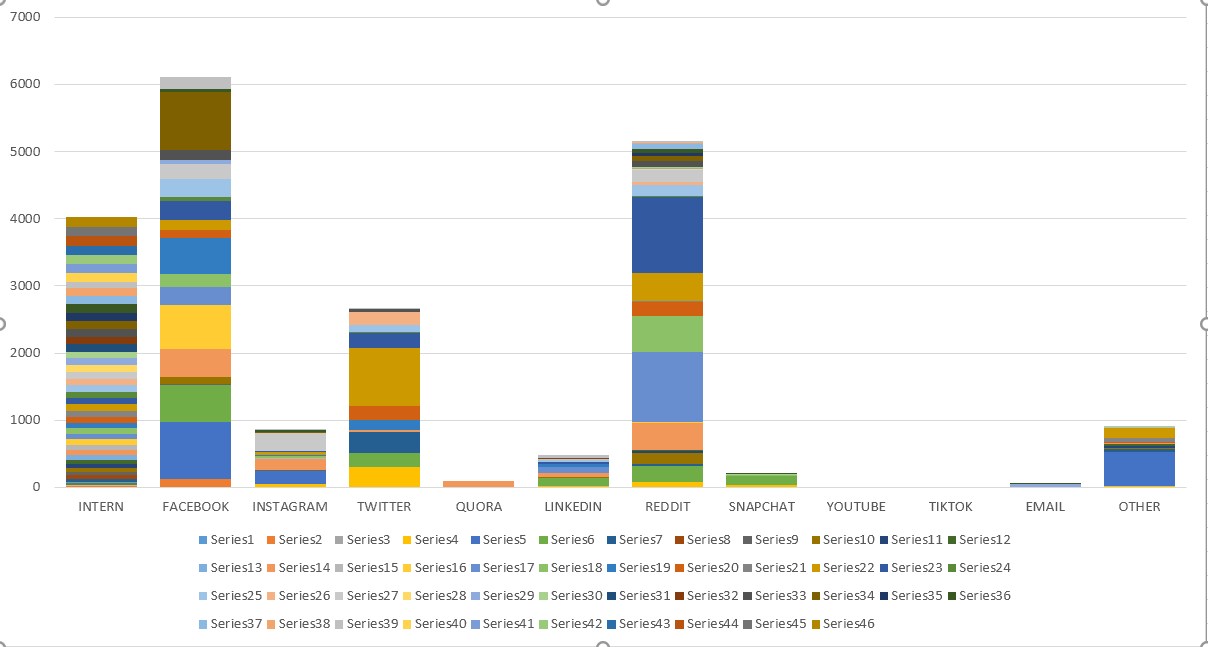 7000
6000
5000
4000
3000
2000
1000
0
INTERN FACEBOOK INSTAGRAM TWITTER QUORA LINKEDIN REDDIT SNAPCHAT YOUTUBE TIKTOK EMAIL OTHER
Series1 Series2 Series3 Series4 Series5 Series6 Series7 Series8 Series9 Series10 Series11 Series12
Series13 Series14 Series15 Series16 Series17 Series18 Series19 Series20 Series21 Series22 Series23 Series24
Series25 Series26 Series27 Series28 Series29 Series30 Series31 Series32 Series33 Series34 Series35 Series36
Series37 Series38 Series39 Series40 Series41 Series42 Series43 Series44 Series45 Series46